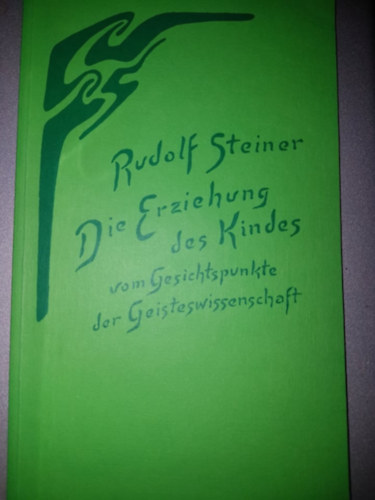 Rudolf Steiner
Die Erziehung
des Kindes
vom Gesichtspunkte
der Geisteswissenschaft